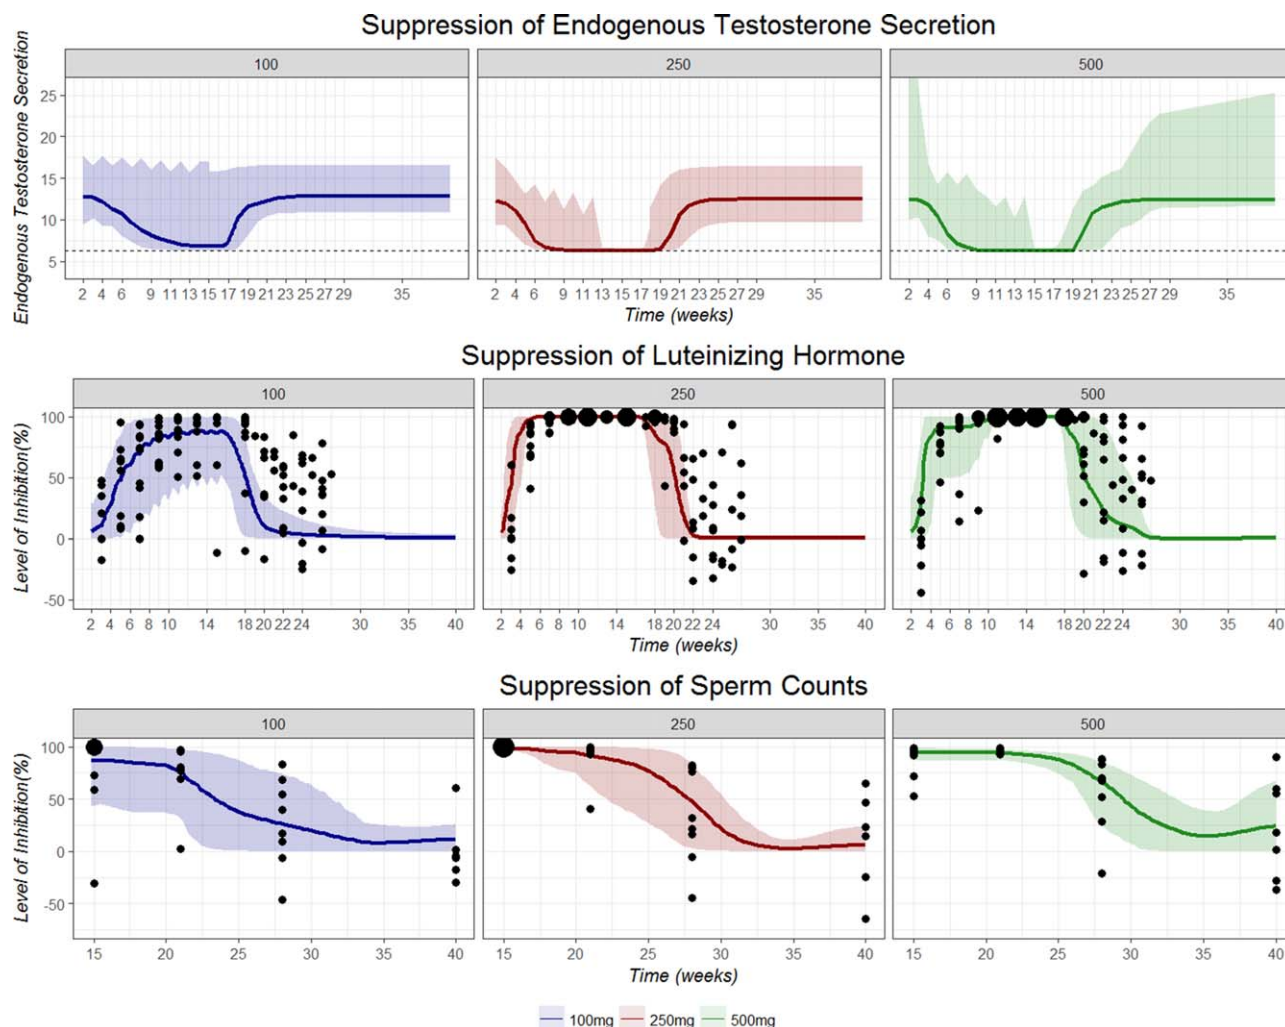 Suppression of Endogenous Testosterone Secretion
Endogenous Testosterone Secretion
100 250 500
25
20
15
10
5
2 4 6 9 11 13 15 17 19 21 23 25 27 29 35 2 4 6 9 11 13 15 17 19 21 23 25 27 29 35 2 4 6 9 11 13 15 17 19 21 23 25 27 29 35
Time (weeks)
Suppression of Luteinizing Hormone
Level of Inhibition(%)
100 250 500
100
50
0
-50
2 4 6 8 10 14 18 20 22 24 30 40 2 4 6 8 10 14 18 20 22 24 30 40 2 4 6 8 10 14 18 20 22 24 30 40
Time (weeks)
Suppression of Sperm Counts
Level of Inhibition(%)
100 250 500
100
50
0
-50
15 20 25 30 35 40 15 20 25 30 35 40 15 20 25 30 35 40
Time (weeks)
100mg 250mg 500mg